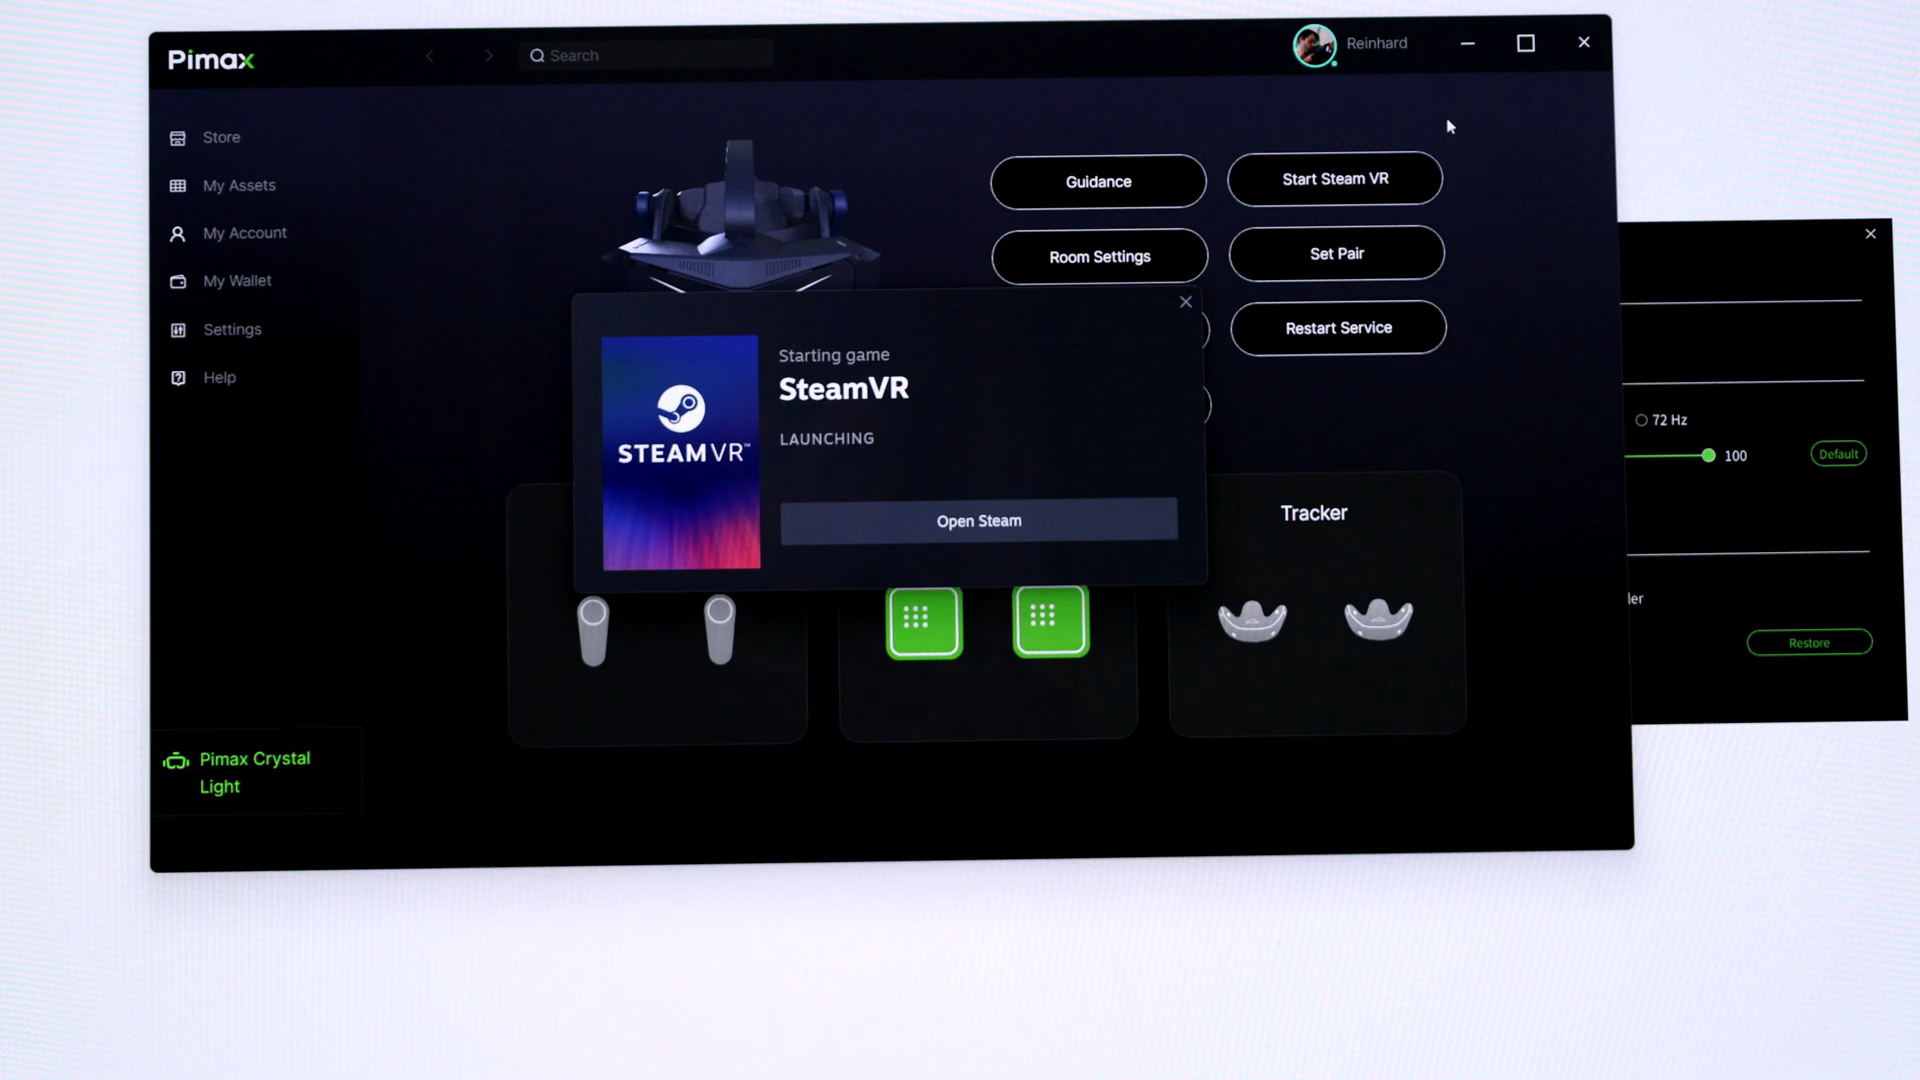 Pimax
Search
Reinhard
Store
My Assets
My Account
My Wallet
Settings
Help
Pimax Crystal
Light
Guidance
Start Steam VR
Room Settings
Set Pair
Restart Service
Starting game
SteamVR
LAUNCHING
STEAMVR™
Open Steam
Tracker
72 Hz
100
Default
ler
Restore